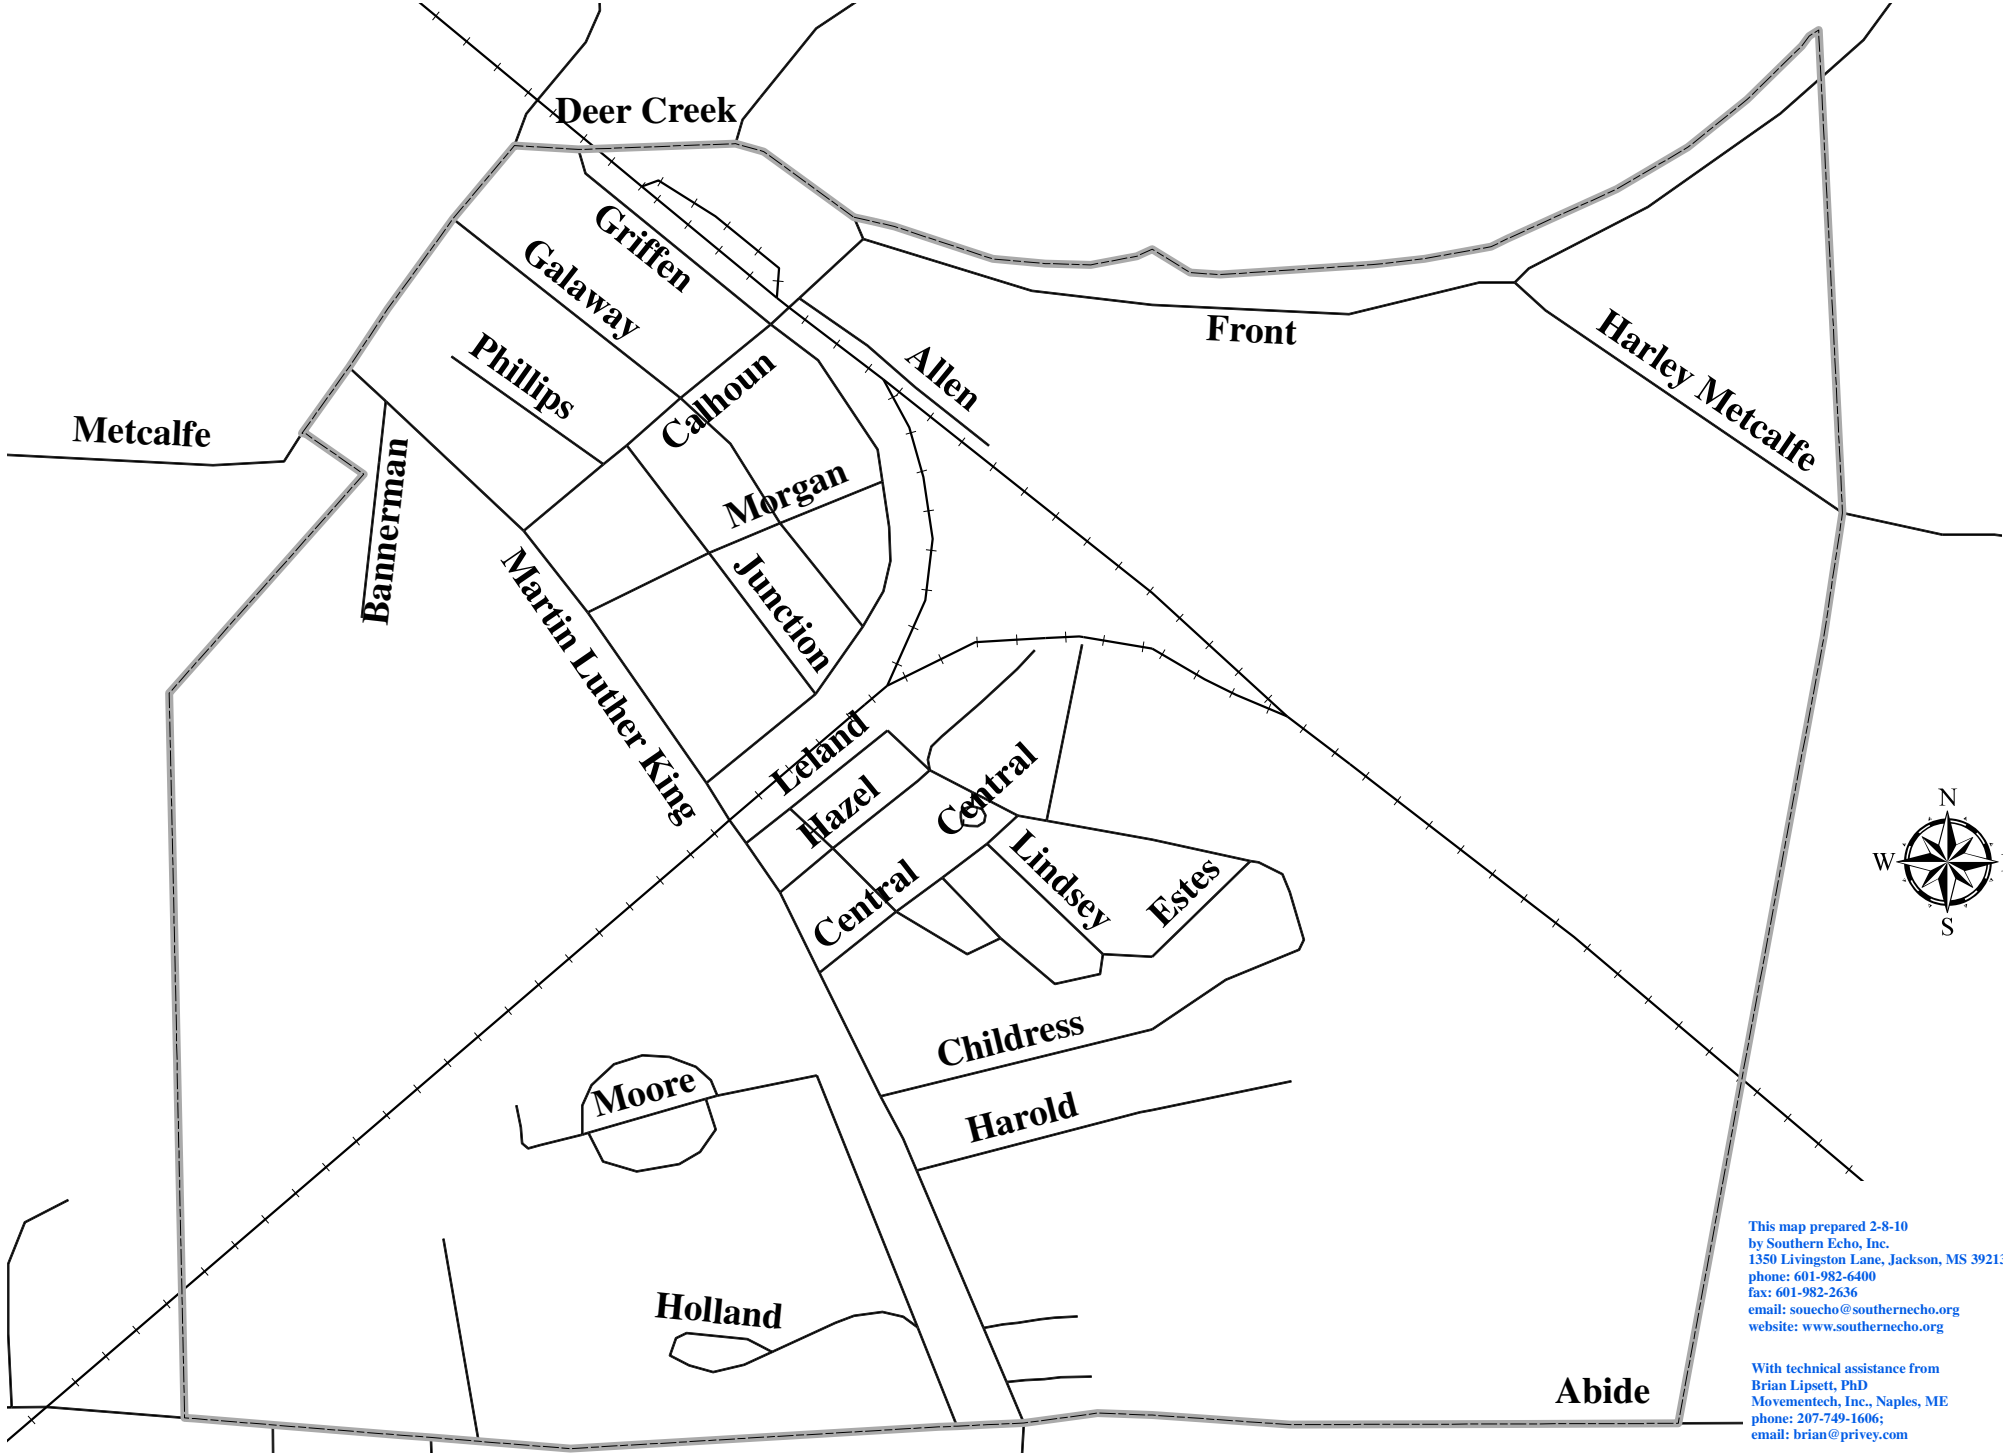 Deer Creek
Griffen
Galaway
Phillips
Calhoun
Allen
Front
Harley Metcalfe
Metcalfe
Bannerman
Morgan
Junction
Martin Luther King
Leland
Hazel
Central
Central
Lindsey
Estes
Childress
Harold
Moore
Holland
Abide
N
W
S
This map prepared 2-8-10
by Southern Echo, Inc.
1350 Livingston Lane, Jackson, MS 39213
phone: 601-982-6400
fax: 601-982-2636
email: souecho@southernecho.org
website: www.southernecho.org
With technical assistance from
Brian Lipsett, PhD
Movementech, Inc., Naples, ME
phone: 207-749-1606;
email: brian@privey.com